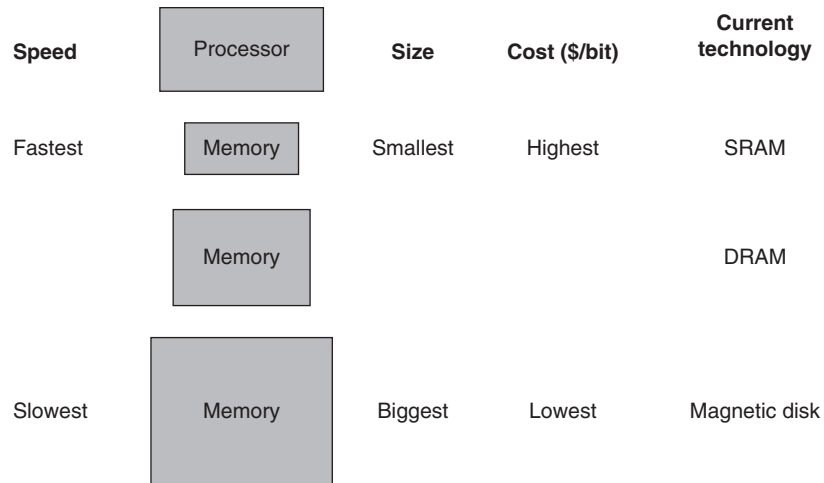 Speed Processor Size Cost ($/bit) Current technology
Fastest Memory Smallest Highest SRAM
Memory DRAM
Slowest Memory Biggest Lowest Magnetic disk